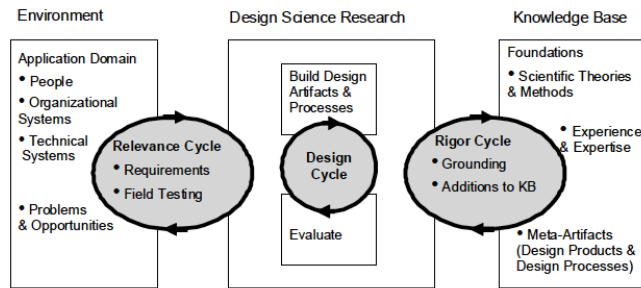 Environment
Design Science Research
Knowledge Base
Application Domain
• People
• Organizational
Systems
• Technical
Systems
• Problems
& Opportunities
Relevance Cycle
• Requirements
• Field Testing
Build Design
Artifacts &
Processes
Design
Cycle
Evaluate
Rigor Cycle
• Grounding
• Additions to KB
Foundations
• Scientific Theories
& Methods
• Experience
& Expertise
• Meta-Artifacts
(Design Products &
Design Processes)